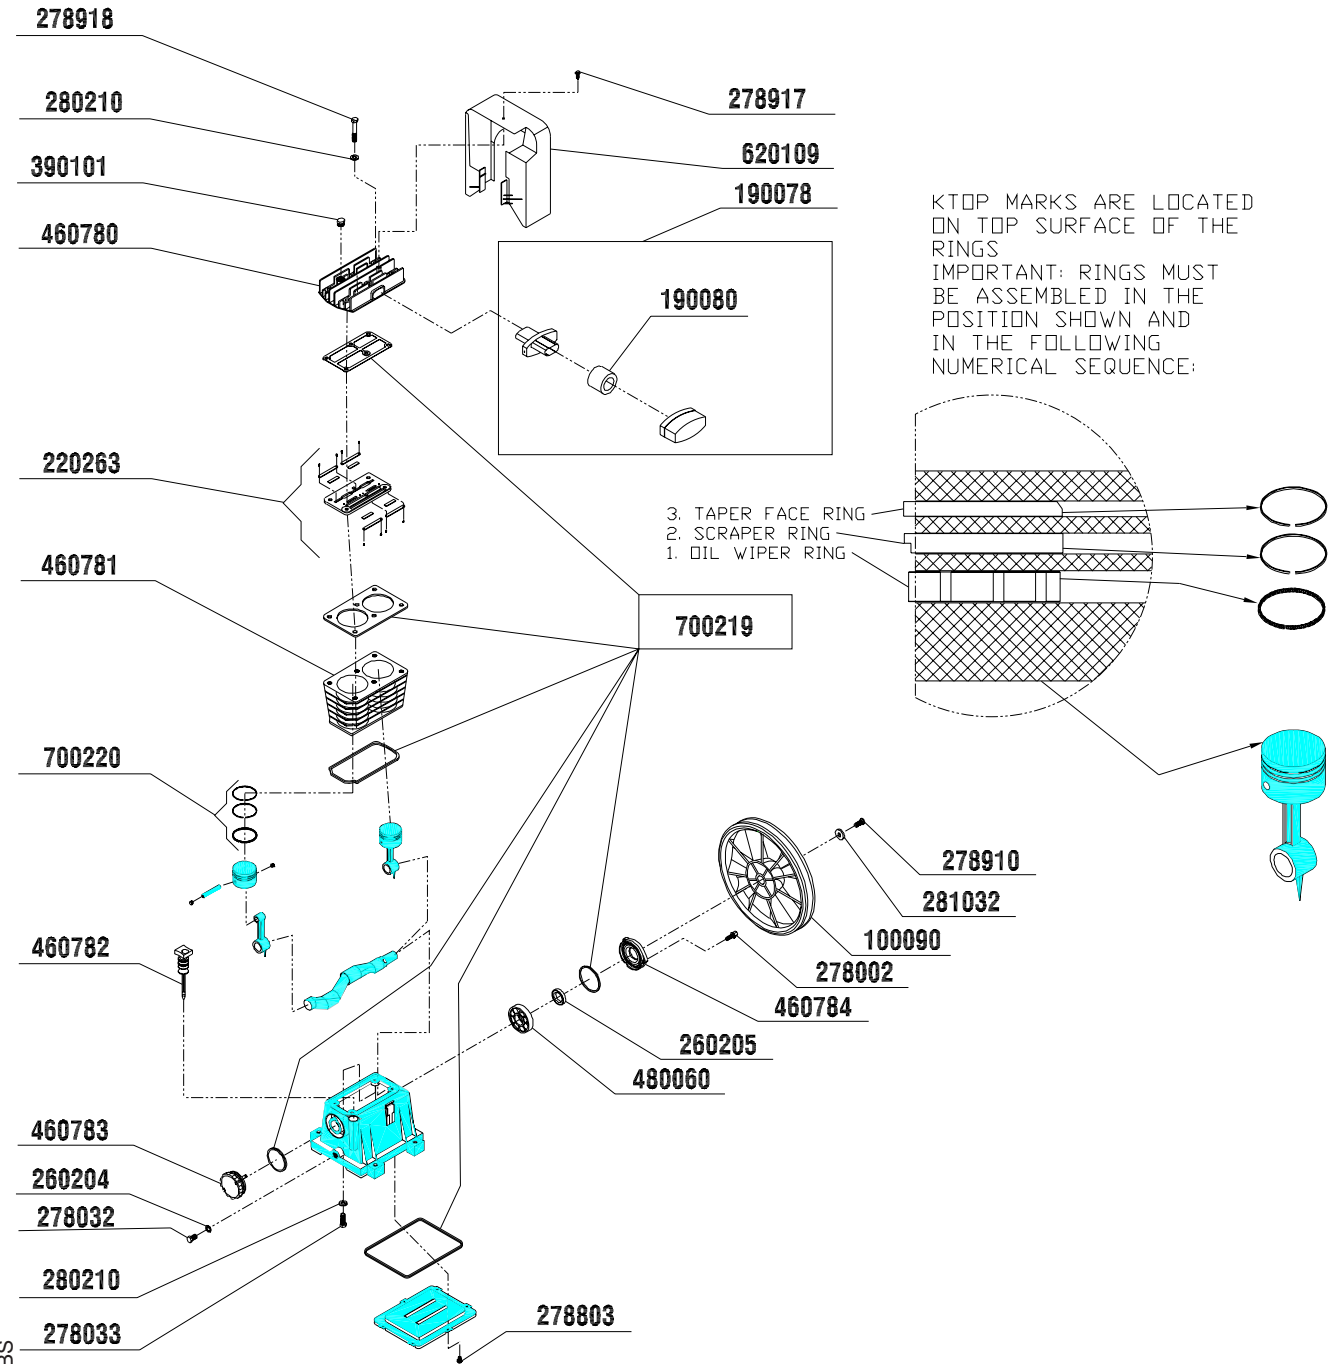 278918
280210
390101
460780
278917
620109
190078
190080
KTOP MARKS ARE LOCATED
ON TOP SURFACE OF THE
RINGS
IMPORTANT: RINGS MUST
BE ASSEMBLED IN THE
POSITION SHOWN AND
IN THE FOLLOWING
NUMERICAL SEQUENCE:
220263
3. TAPER FACE RING
2. SCRAPER RING
1. OIL WIPER RING
460781
700219
700220
460782
278910
281032
100090
278002
460784
260205
480060
460783
260204
278032
280210
278033
278803